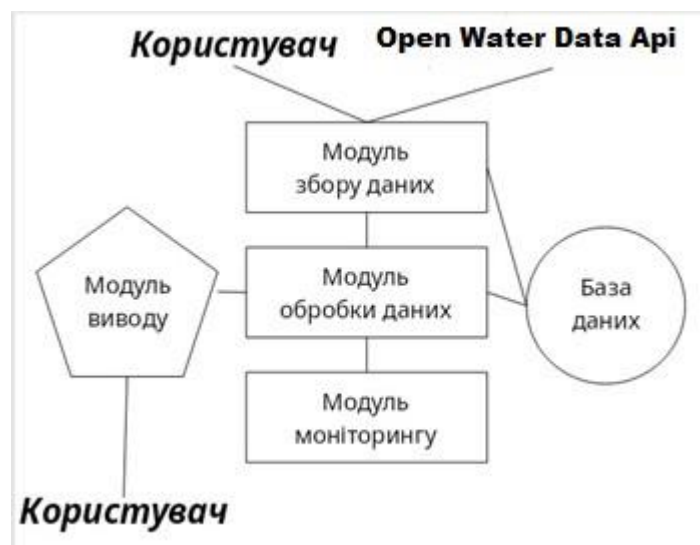 Користувач
Open Water Data Api
Модуль
збору даних
Модуль
виводу
Модуль
обробки даних
База
даних
Модуль
моніторингу
Користувач